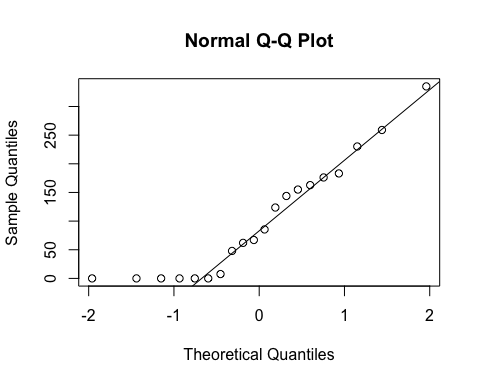 Normal Q-Q Plot
250
150
50
0
Sample Quantiles
-2 -1 0 1 2
Theoretical Quantiles